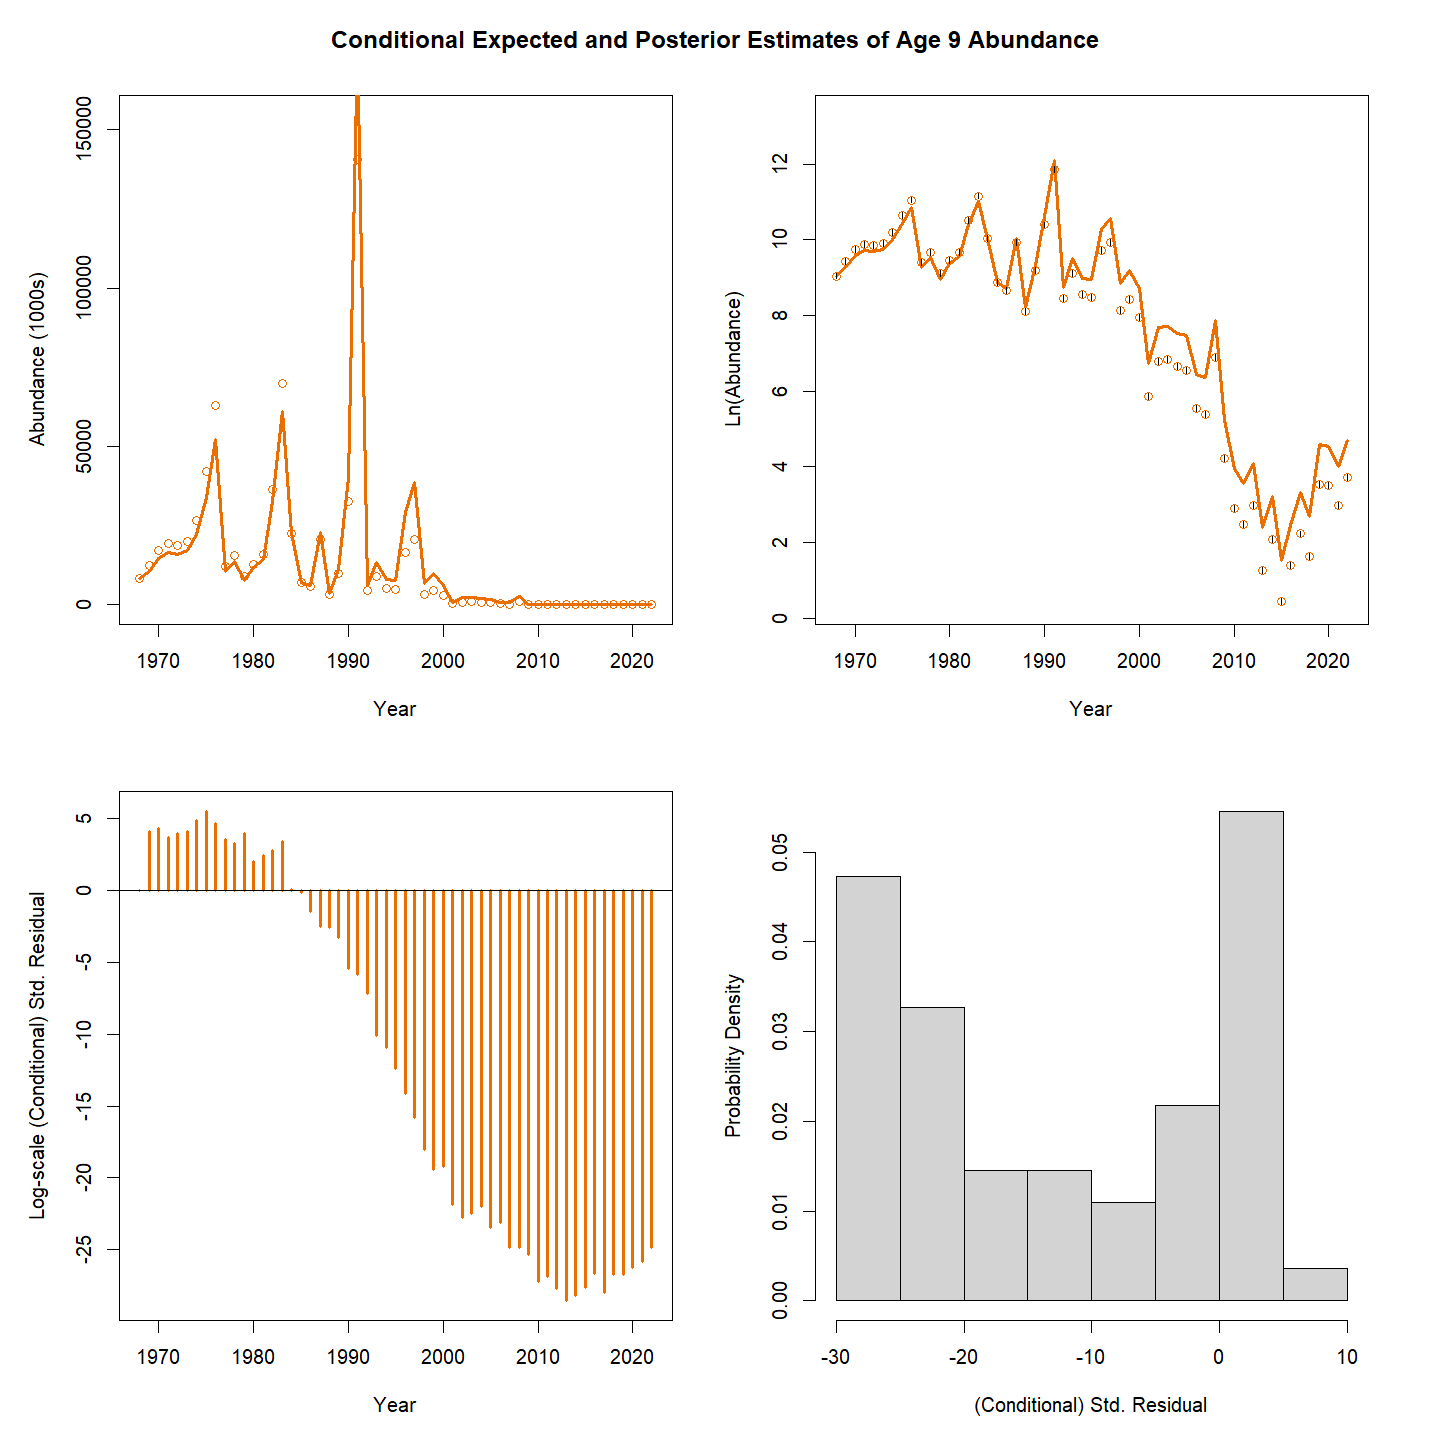 Conditional Expected and Posterior Estimates of Age 9 Abundance
Abundance (1000s)
150000
100000
50000
0
1970 1980 1990 2000 2010 2020
Year
Ln(Abundance)
12
10
8
6
4
2
0
1970 1980 1990 2000 2010 2020
Year
Log-scale (Conditional) Std. Residual
5
0
-5
-10
-15
-20
-25
1970 1980 1990 2000 2010 2020
Year
Probability Density
0.05
0.04
0.03
0.02
0.01
0.00
-30 -20 -10 0 10
(Conditional) Std. Residual